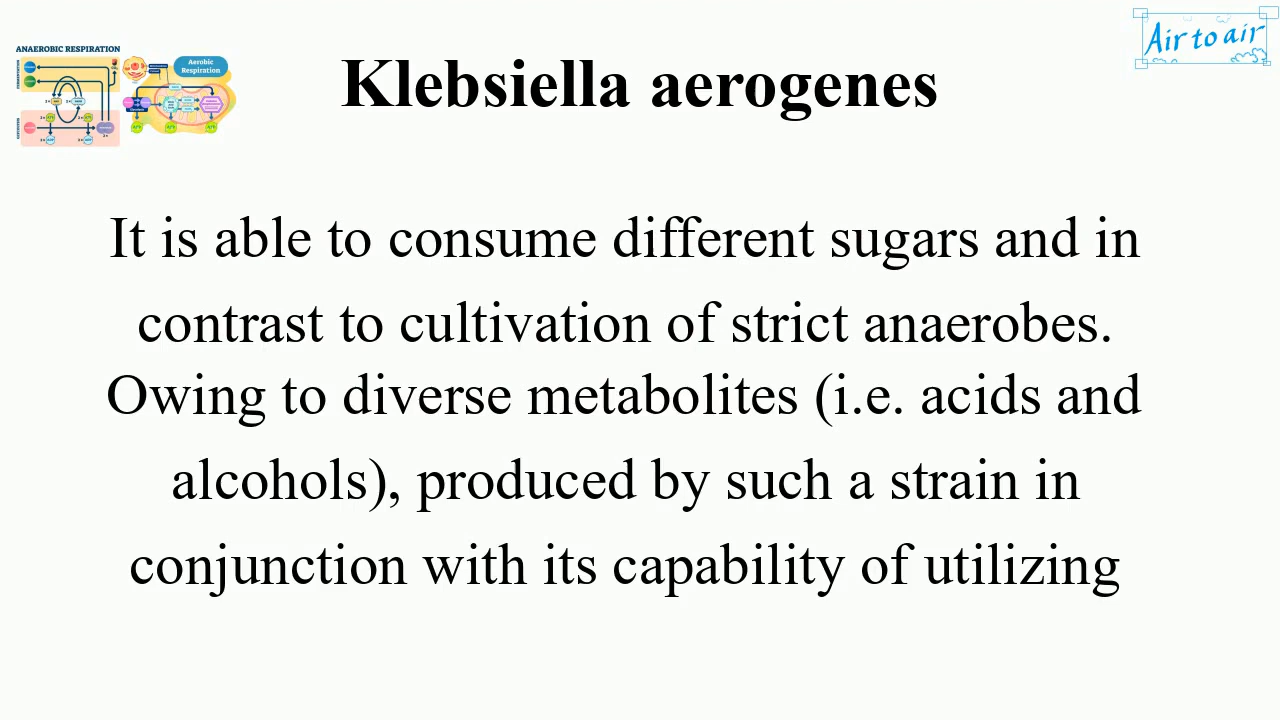 ANAEROBIC RESPIRATION
Aerobic
Respiration
Air to air
Klebsiella aerogenes
It is able to consume different sugars and in
contrast to cultivation of strict anaerobes.
Owing to diverse metabolites (i.e. acids and
alcohols), produced by such a strain in
conjunction with its capability of utilizing